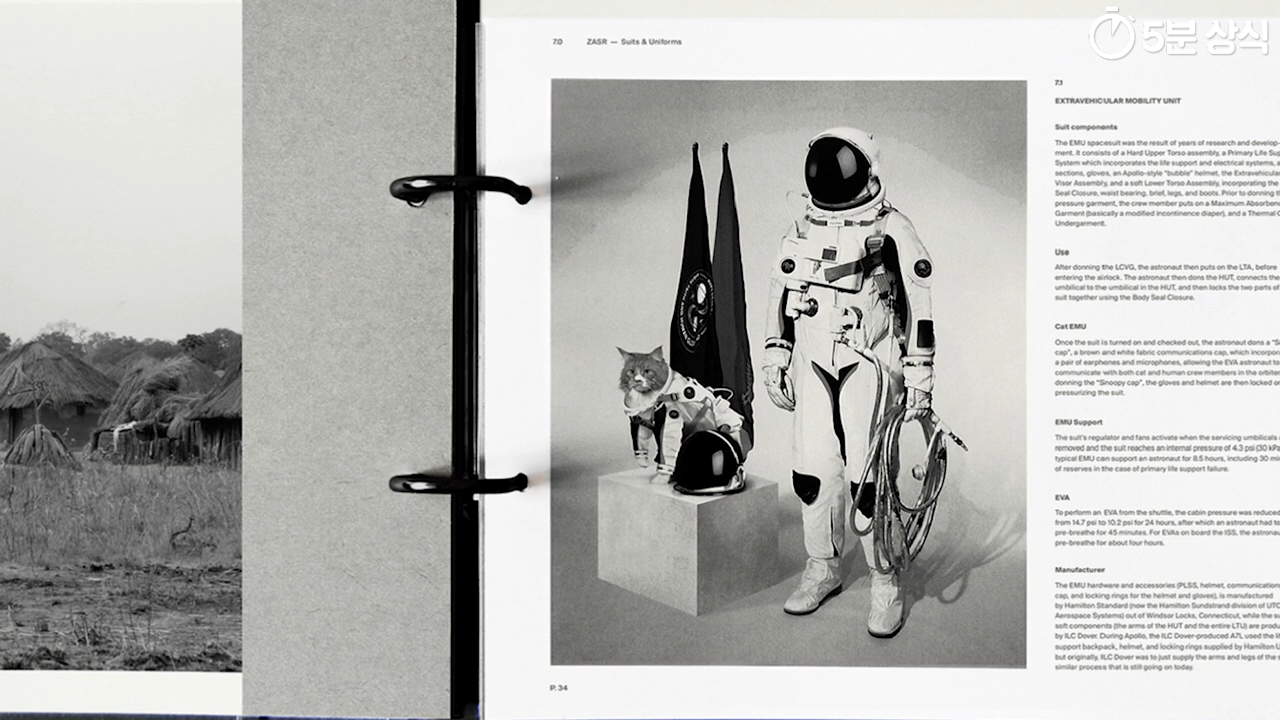 5분 상식
7.0 ZASR — Suits & Uniforms
7.1
EXTRAVEHICULAR MOBILITY UNIT
Suit components
The EMU spacesuit was the result of years of research and develop-
ment. It consists of a Hard Upper Torso assembly, a Primary Life Sup
System which incorporates the life support and electrical systems, a
sections, gloves, an Apollo-style "bubble" helmet, the Extravehicular
Visor Assembly, and a soft Lower Torso Assembly, incorporating the
Seal Closure, waist bearing, brief, legs, and boots. Prior to donning t
pressure garment, the crew member puts on a Maximum Absorbenc
Garment (basically a modified incontinence diaper), and a Thermal C
Undergarment.
Use
After donning the LCVG, the astronaut then puts on the LTA, before
entering the airlock. The astronaut then dons the HUT, connects the
umbilical to the umbilical in the HUT, and then locks the two parts of
suit together using the Body Seal Closure.
Cat EMU
Once the suit is turned on and checked out, the astronaut dons a "S
cap", a brown and white fabric communications cap, which incorpor
a pair of earphones and microphones, allowing the EVA astronaut to
communicate with both cat and human crew members in the orbiter
donning the "Snoopy cap", the gloves and helmet are then locked on
pressurizing the suit.
EMU Support
The suit's regulator and fans activate when the servicing umbilicals a
removed and the suit reaches an internal pressure of 4.3 psi (30 kPa
typical EMU can support an astronaut for 8.5 hours, including 30 min
of reserves in the case of primary life support failure.
EVA
To perform an EVA from the shuttle, the cabin pressure was reduced
from 14.7 psi to 10.2 psi for 24 hours, after which an astronaut had to
pre-breathe for 45 minutes. For EVAs on board the ISS, the astronau
pre-breathe for about four hours.
Manufacturer
The EMU hardware and accessories (PLSS, helmet, communications
cap, and locking rings for the helmet and gloves), is manufactured
by Hamilton Standard (now the Hamilton Sundstrand division of UTC
Aerospace Systems) out of Windsor Locks, Connecticut, while the su
soft components (the arms of the HUT and the entire LTU) are produ
by ILC Dover. During Apollo, the ILC Dover-produced A7L used the li
support backpack, helmet, and locking rings supplied by Hamilton U
but originally, ILC Dover was to just supply the arms and legs of the s
similar process that is still going on today.
P. 34